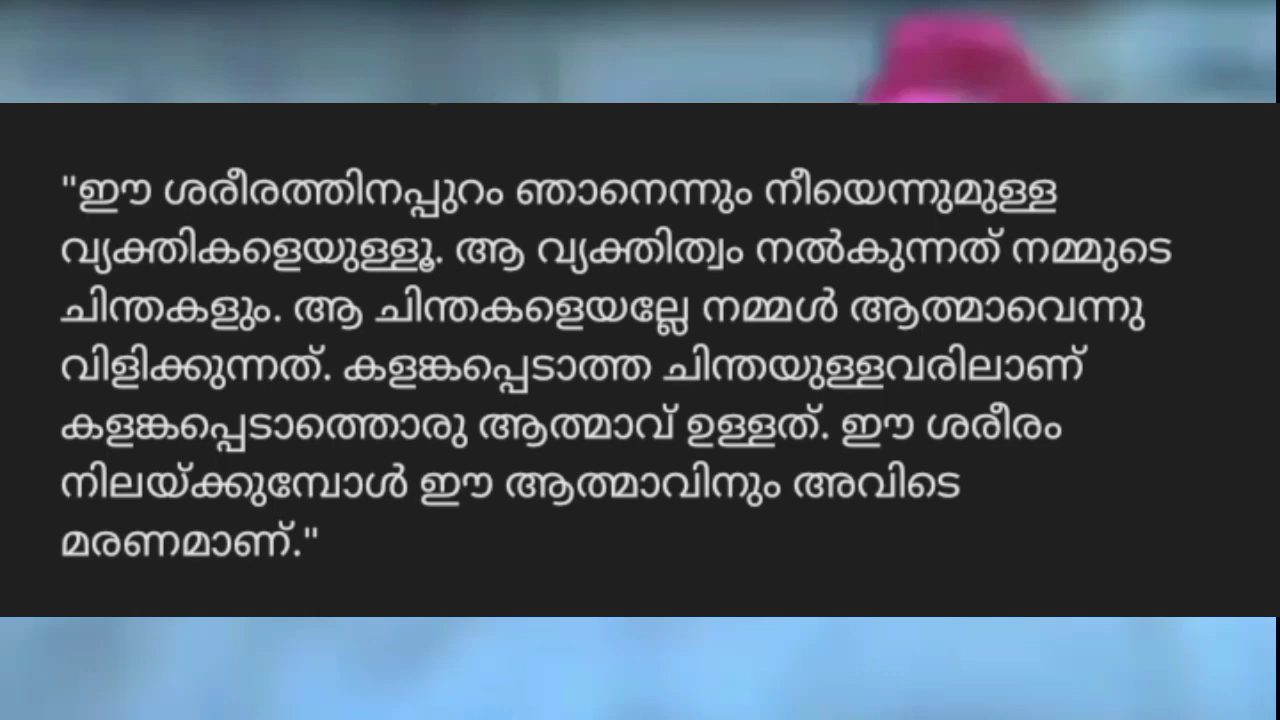 "ഈ ശരീരത്തിനപ്പുറം ഞാനെന്നും നീയെന്നുമുള്ള
വ്യക്തികളെയുള്ളൂ. ആ വ്യക്തിത്വം നൽകുന്നത് നമ്മുടെ
ചിന്തകളും. ആ ചിന്തകളെയല്ലേ നമ്മൾ ആത്മാവെന്നു
വിളിക്കുന്നത്. കളങ്കപ്പെടാത്ത ചിന്തയുള്ളവരിലാണ്
കളങ്കപ്പെടാത്തൊരു ആത്മാവ് ഉള്ളത്. ഈ ശരീരം
നിലയ്ക്കുമ്പോൾ ഈ ആത്മാവിനും അവിടെ
മരണമാണ്."